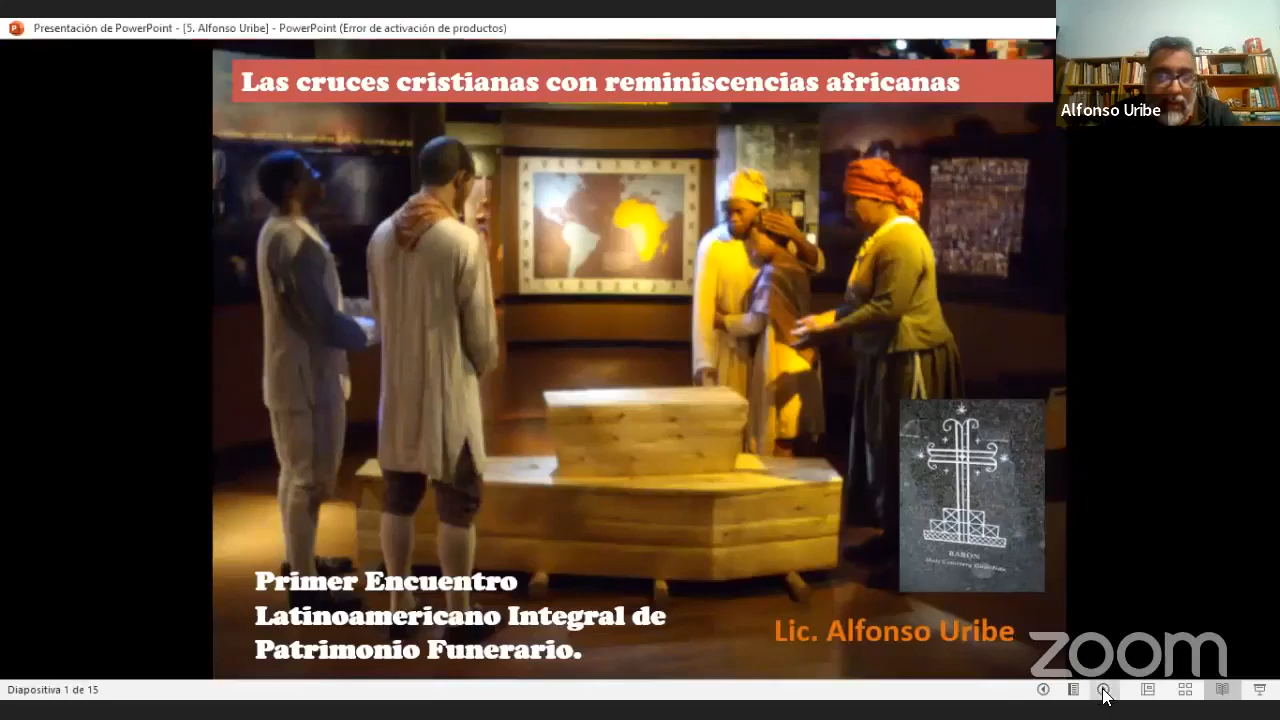 Presentación de PowerPoint - [5. Alfonso Uribe] - PowerPoint (Error de activación de productos)
Las cruces cristianas con reminiscencias africanas
Alfonso Uribe
BARON
Primer Encuentro
Latinoamericano Integral de
Patrimonio Funerario.
Lic. Alfonso Uribe
zoom
Diapositiva 1 de 15